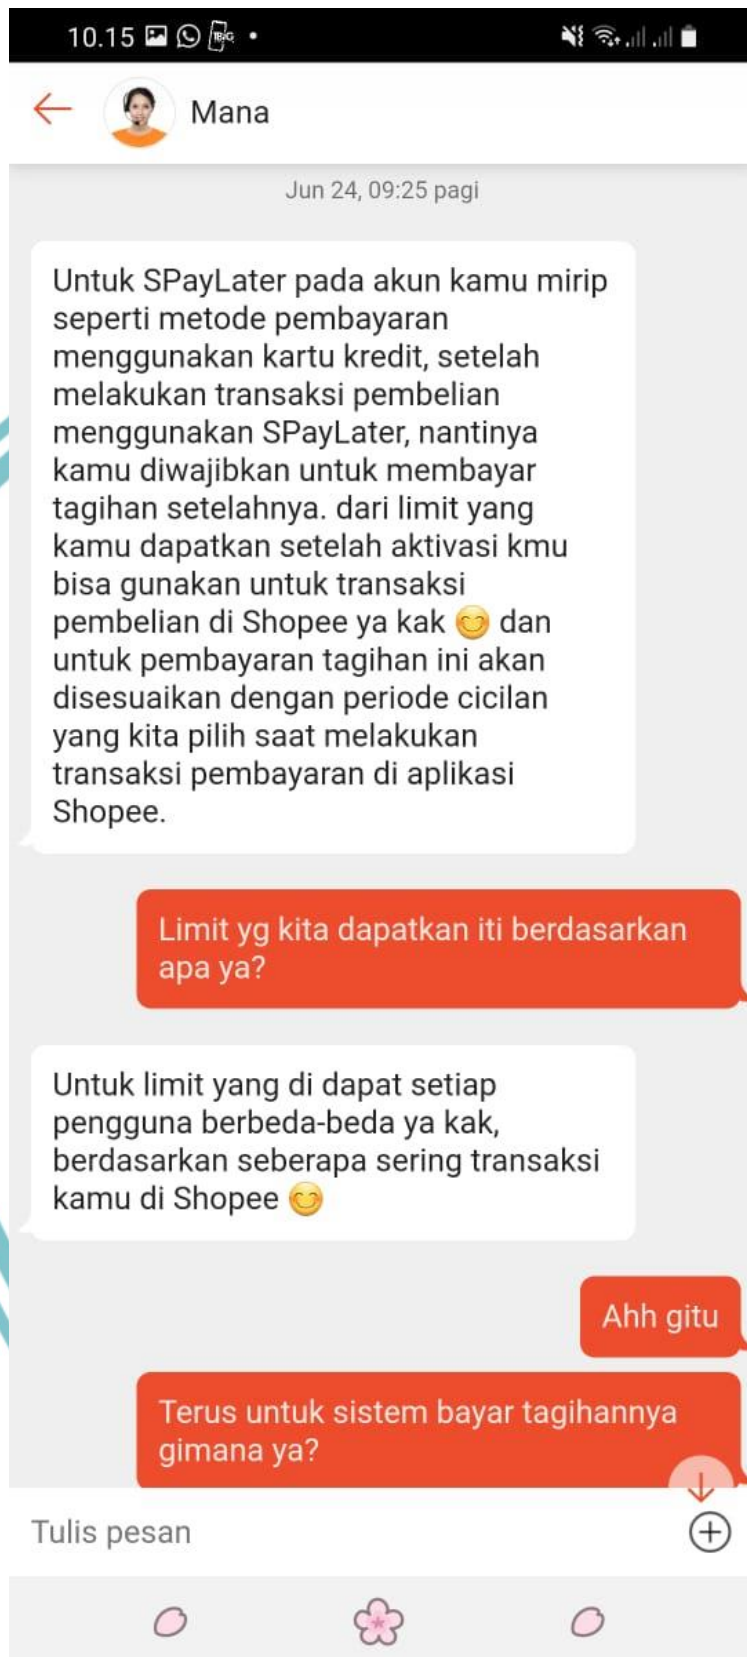 10.15
Mana
Jun 24, 09:25 pagi
Untuk SPayLater pada akun kamu mirip
seperti metode pembayaran
menggunakan kartu kredit, setelah
melakukan transaksi pembelian
menggunakan SPayLater, nantinya
kamu diwajibkan untuk membayar
tagihan setelahnya. dari limit yang
kamu dapatkan setelah aktivasi kmu
bisa gunakan untuk transaksi
pembelian di Shopee ya kak 😊 dan
untuk pembayaran tagihan ini akan
disesuaikan dengan periode cicilan
yang kita pilih saat melakukan
transaksi pembayaran di aplikasi
Shopee.
Limit yg kita dapatkan iti berdasarkan
apa ya?
Untuk limit yang di dapat setiap
pengguna berbeda-beda ya kak,
berdasarkan seberapa sering transaksi
kamu di Shopee 😊
Ahh gitu
Terus untuk sistem bayar tagihannya
gimana ya?
Tulis pesan